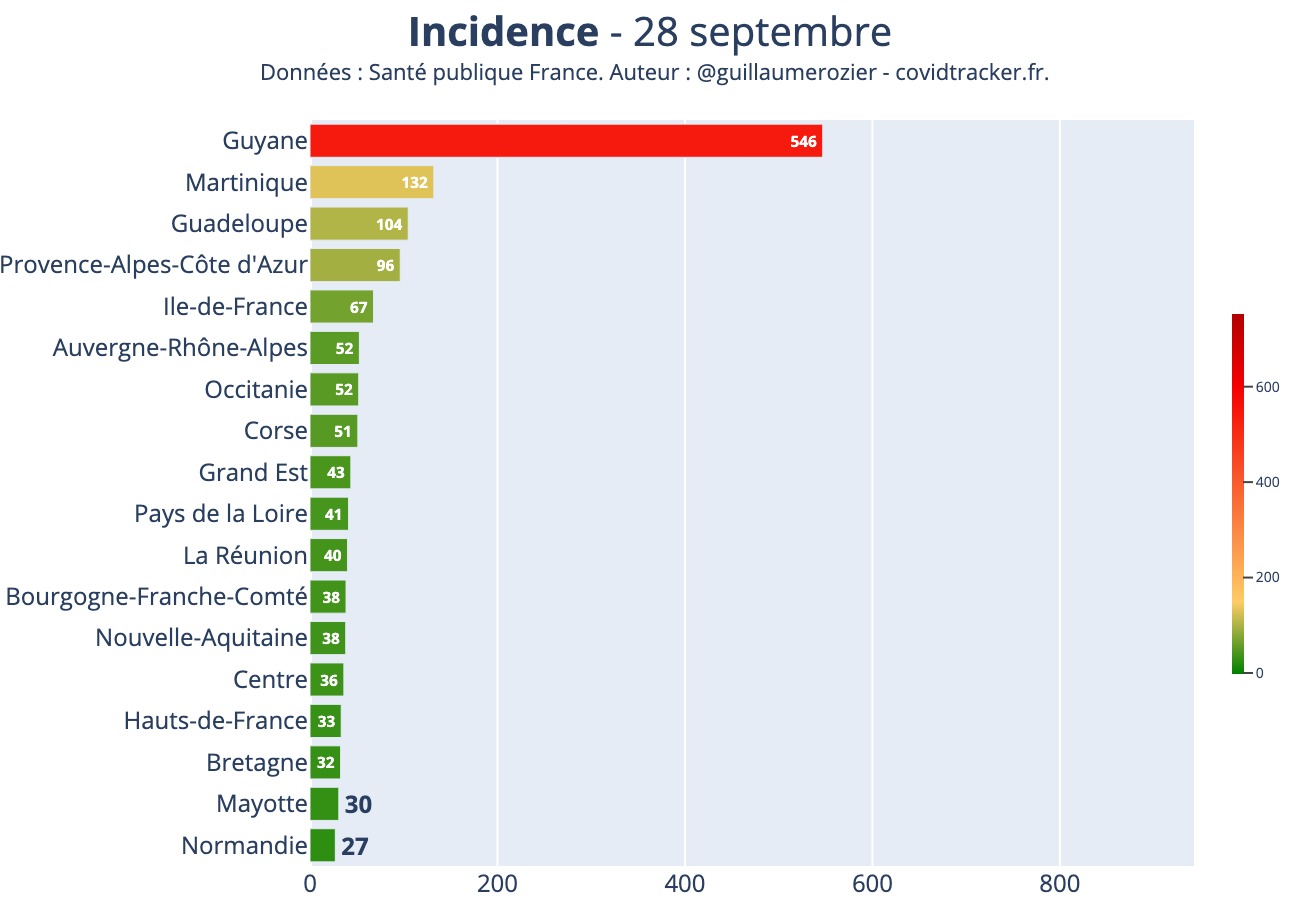 Incidence - 28 septembre
Données : Santé publique France. Auteur : @guillaumerozier - covidtracker.fr.
Guyane 546
Martinique 132
Guadeloupe 104
Provence-Alpes-Côte d'Azur 96
Ile-de-France 67
Auvergne-Rhône-Alpes 52
Occitanie 52
Corse 51
Grand Est 43
Pays de la Loire 41
La Réunion 40
Bourgogne-Franche-Comté 38
Nouvelle-Aquitaine 38
Centre 36
Hauts-de-France 33
Bretagne 32
Mayotte 30
Normandie 27
0 200 400 600 800
600
400
200
0